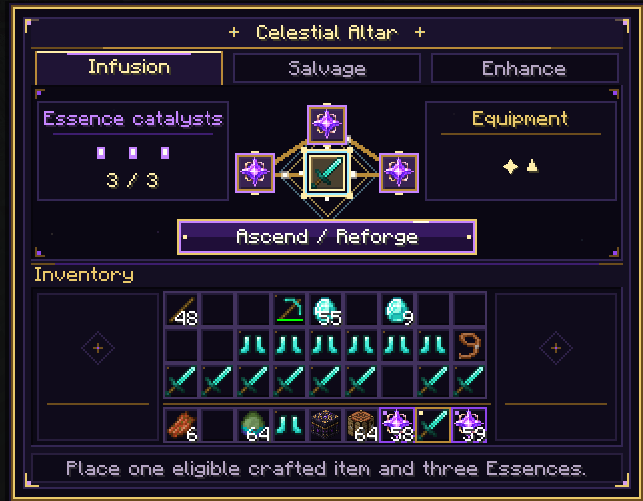 Celestial Altar
Infusion
Salvage
Enhance
Essence catalysts
3 / 3
Equipment
Ascend / Reforge
Inventory
48 55 9
6 64 64 58 59
Place one eligible crafted item and three Essences.